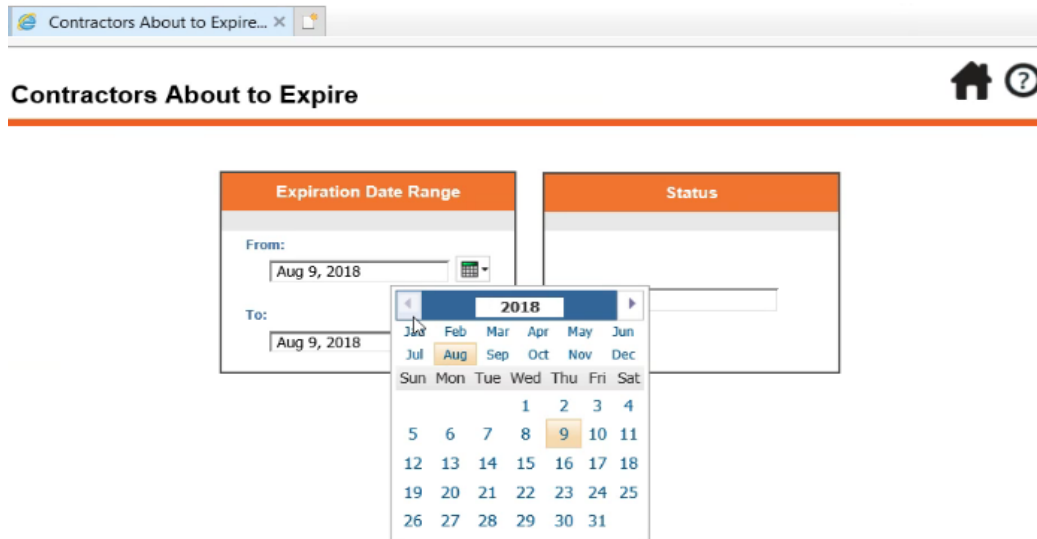 Contractors About to Expire...
Contractors About to Expire
Expiration Date Range
Status
From:
Aug 9, 2018
To:
Aug 9, 2018
2018
Jan Feb Mar Apr May Jun
Jul Aug Sep Oct Nov Dec
Sun Mon Tue Wed Thu Fri Sat
1 2 3 4
5 6 7 8 9 10 11
12 13 14 15 16 17 18
19 20 21 22 23 24 25
26 27 28 29 30 31